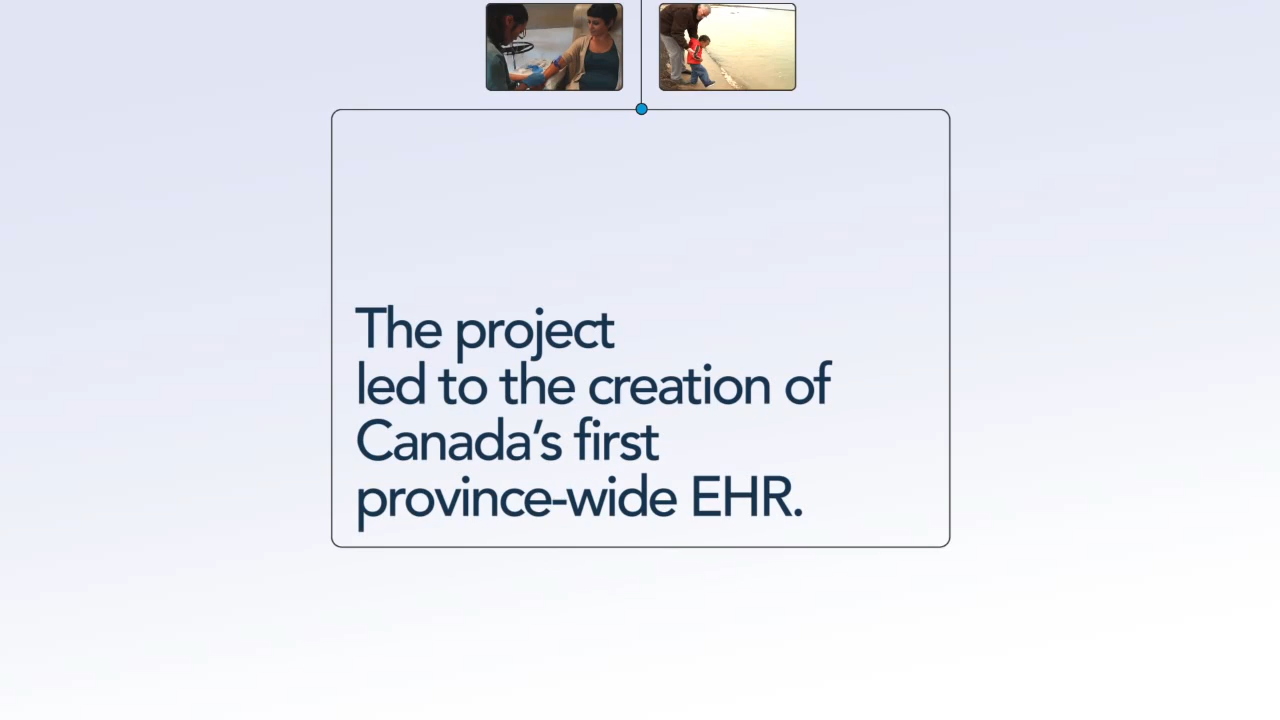 The project
led to the creation of
Canada’s first
province-wide EHR.